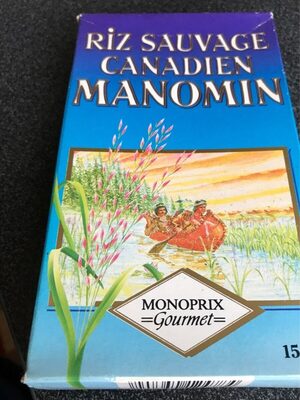 RIZ SAUVAGE
CANADIEN
MANOMIN
MONOPRIX
=Gourmet=
15